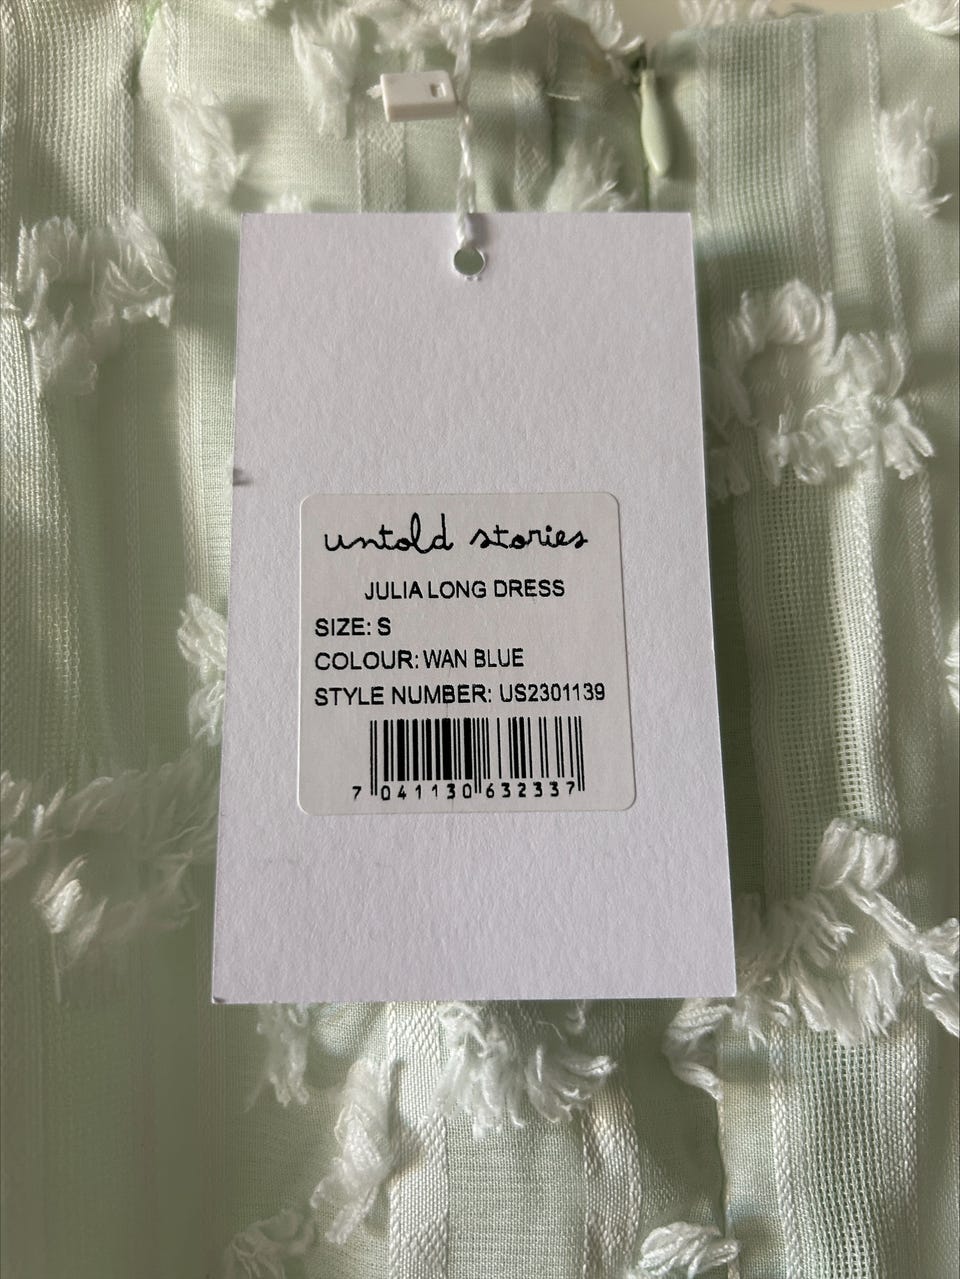 untold stories
JULIA LONG DRESS
SIZE: S
COLOUR: WAN BLUE
STYLE NUMBER: US2301139
7 041130 632337